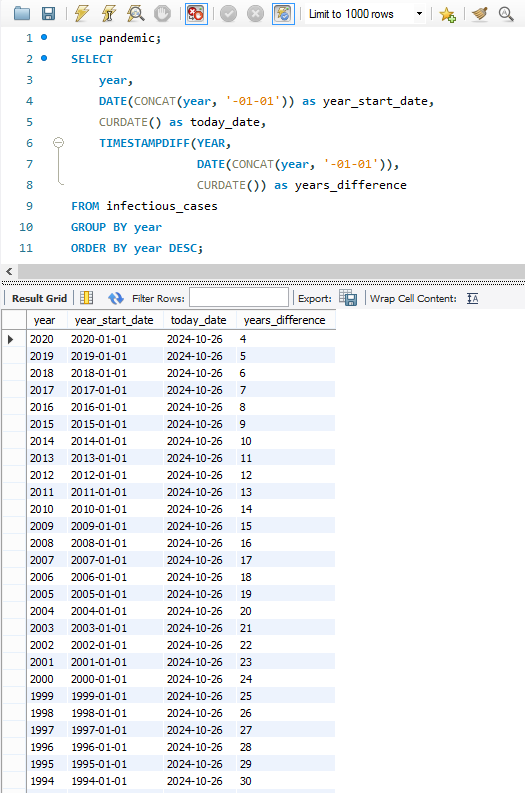 Limit to 1000 rows
1 use pandemic;
2 SELECT
3 year,
4 DATE(CONCAT(year, '-01-01')) as year_start_date,
5 CURDATE() as today_date,
6 TIMESTAMPDIFF(YEAR,
7 DATE(CONCAT(year, '-01-01')),
8 CURDATE()) as years_difference
9 FROM infectious_cases
10 GROUP BY year
11 ORDER BY year DESC;
Result Grid Filter Rows: Export: Wrap Cell Content: IA
year year_start_date today_date years_difference
2020 2020-01-01 2024-10-26 4
2019 2019-01-01 2024-10-26 5
2018 2018-01-01 2024-10-26 6
2017 2017-01-01 2024-10-26 7
2016 2016-01-01 2024-10-26 8
2015 2015-01-01 2024-10-26 9
2014 2014-01-01 2024-10-26 10
2013 2013-01-01 2024-10-26 11
2012 2012-01-01 2024-10-26 12
2011 2011-01-01 2024-10-26 13
2010 2010-01-01 2024-10-26 14
2009 2009-01-01 2024-10-26 15
2008 2008-01-01 2024-10-26 16
2007 2007-01-01 2024-10-26 17
2006 2006-01-01 2024-10-26 18
2005 2005-01-01 2024-10-26 19
2004 2004-01-01 2024-10-26 20
2003 2003-01-01 2024-10-26 21
2002 2002-01-01 2024-10-26 22
2001 2001-01-01 2024-10-26 23
2000 2000-01-01 2024-10-26 24
1999 1999-01-01 2024-10-26 25
1998 1998-01-01 2024-10-26 26
1997 1997-01-01 2024-10-26 27
1996 1996-01-01 2024-10-26 28
1995 1995-01-01 2024-10-26 29
1994 1994-01-01 2024-10-26 30